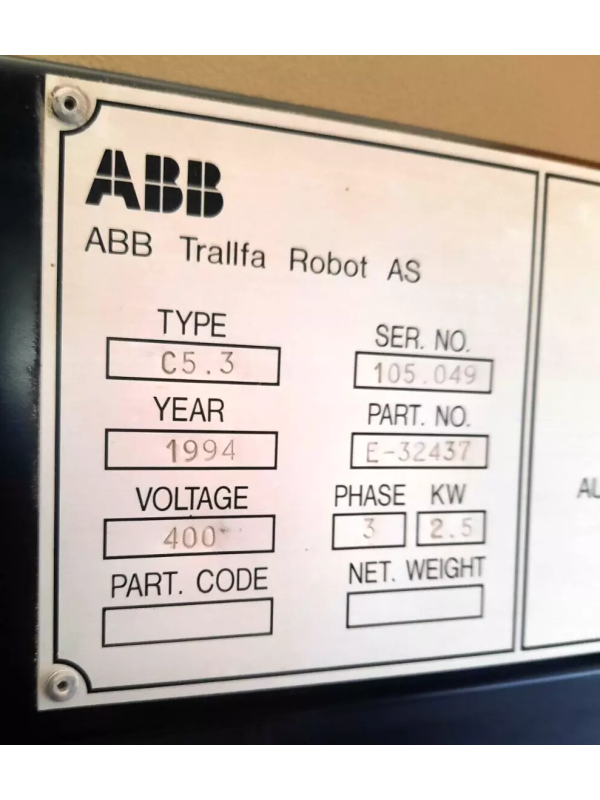 ABB
ABB Trallfa Robot AS
TYPE
C5.3
SER. NO.
105.049
YEAR
1994
PART. NO.
E-32437
VOLTAGE
400
PHASE KW
3 2.5
PART. CODE
NET. WEIGHT